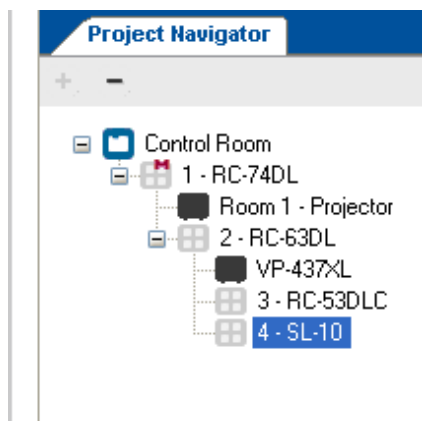 Project Navigator
Control Room
M
1 - RC-74DL
Room 1 - Projector
2 - RC-63DL
VP-437XL
3 - RC-53DLC
4 - SL-10